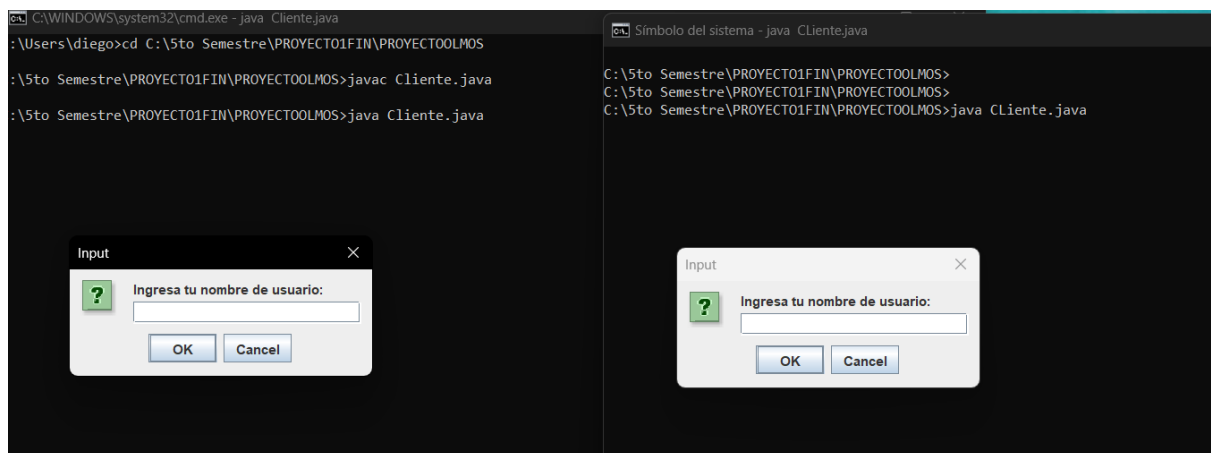 C:\WINDOWS\system32\cmd.exe - java Cliente.java
:\Users\diego>cd C:\5to Semestre\PROYECTO1FIN\PROYECTOOLMOS
:\5to Semestre\PROYECTO1FIN\PROYECTOOLMOS>javac Cliente.java
:\5to Semestre\PROYECTO1FIN\PROYECTOOLMOS>java Cliente.java
Input
Ingresa tu nombre de usuario:
OK Cancel
Símbolo del sistema - java CLiente.java
C:\5to Semestre\PROYECTO1FIN\PROYECTOOLMOS>
C:\5to Semestre\PROYECTO1FIN\PROYECTOOLMOS>
C:\5to Semestre\PROYECTO1FIN\PROYECTOOLMOS>java CLiente.java
Input
Ingresa tu nombre de usuario:
OK Cancel